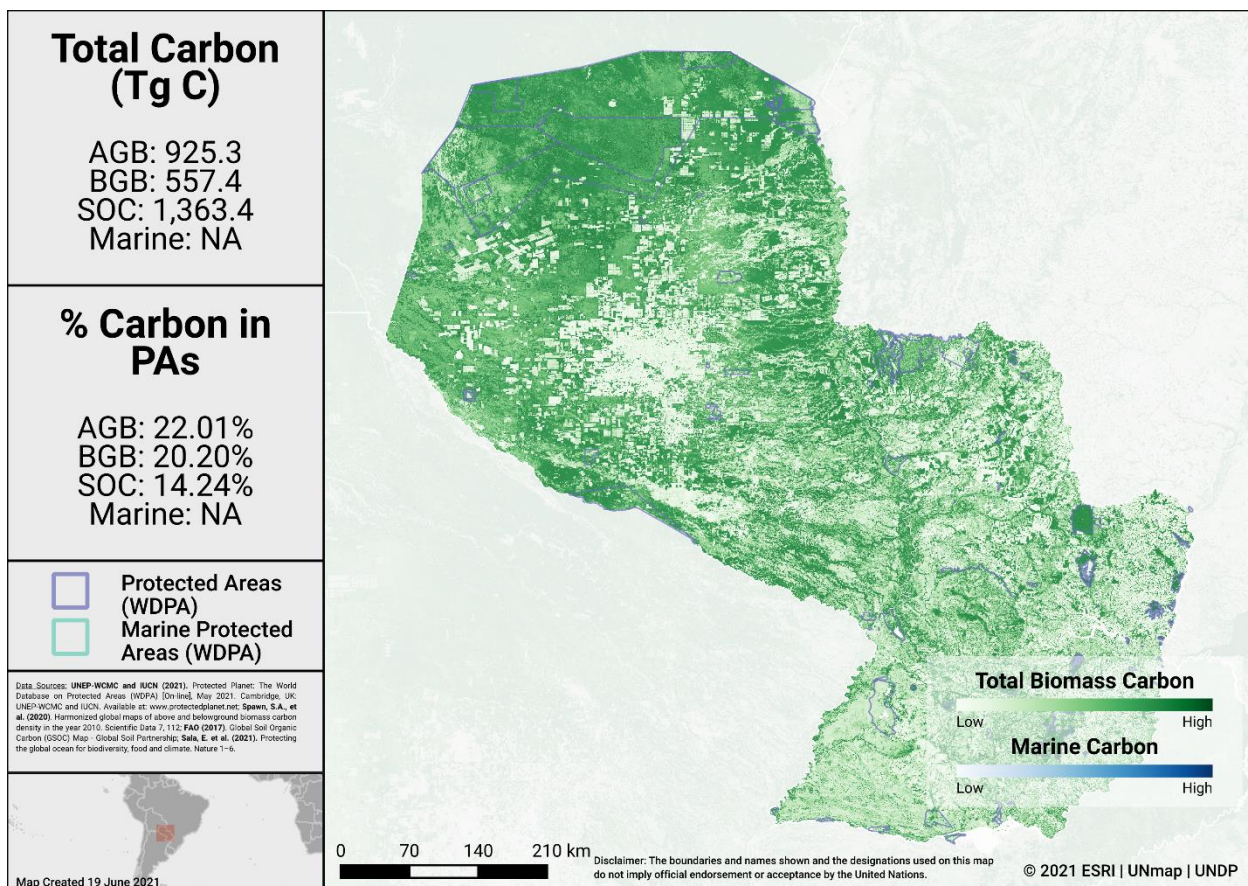 Total Carbon
(Tg C)
AGB: 925.3
BGB: 557.4
SOC: 1,363.4
Marine: NA
% Carbon in
PAs
AGB: 22.01%
BGB: 20.20%
SOC: 14.24%
Marine: NA
Protected Areas
(WDPA)
Marine Protected
Areas (WDPA)
Data Sources: UNEP-WCMC and IUCN (2021). Protected Planet: The World
Database on Protected Areas (WDPA) [On-line], May 2021. Cambridge, UK:
UNEP-WCMC and IUCN. Available at: www.protectedplanet.net; Spawn, S.A., et
al. (2020). Harmonized global maps of above and belowground biomass carbon
density in the year 2010. Scientific Data 7, 112; FAO (2017). Global Soil Organic
Carbon (GSOC) Map - Global Soil Partnership; Sala, E. et al. (2021). Protecting
the global ocean for biodiversity, food and climate. Nature 1–6.
Map Created 19 June 2021
Total Biomass Carbon
Low High
Marine Carbon
Low High
0 70 140 210 km
Disclaimer: The boundaries and names shown and the designations used on this map
do not imply official endorsement or acceptance by the United Nations.
© 2021 ESRI | UNmap | UNDP